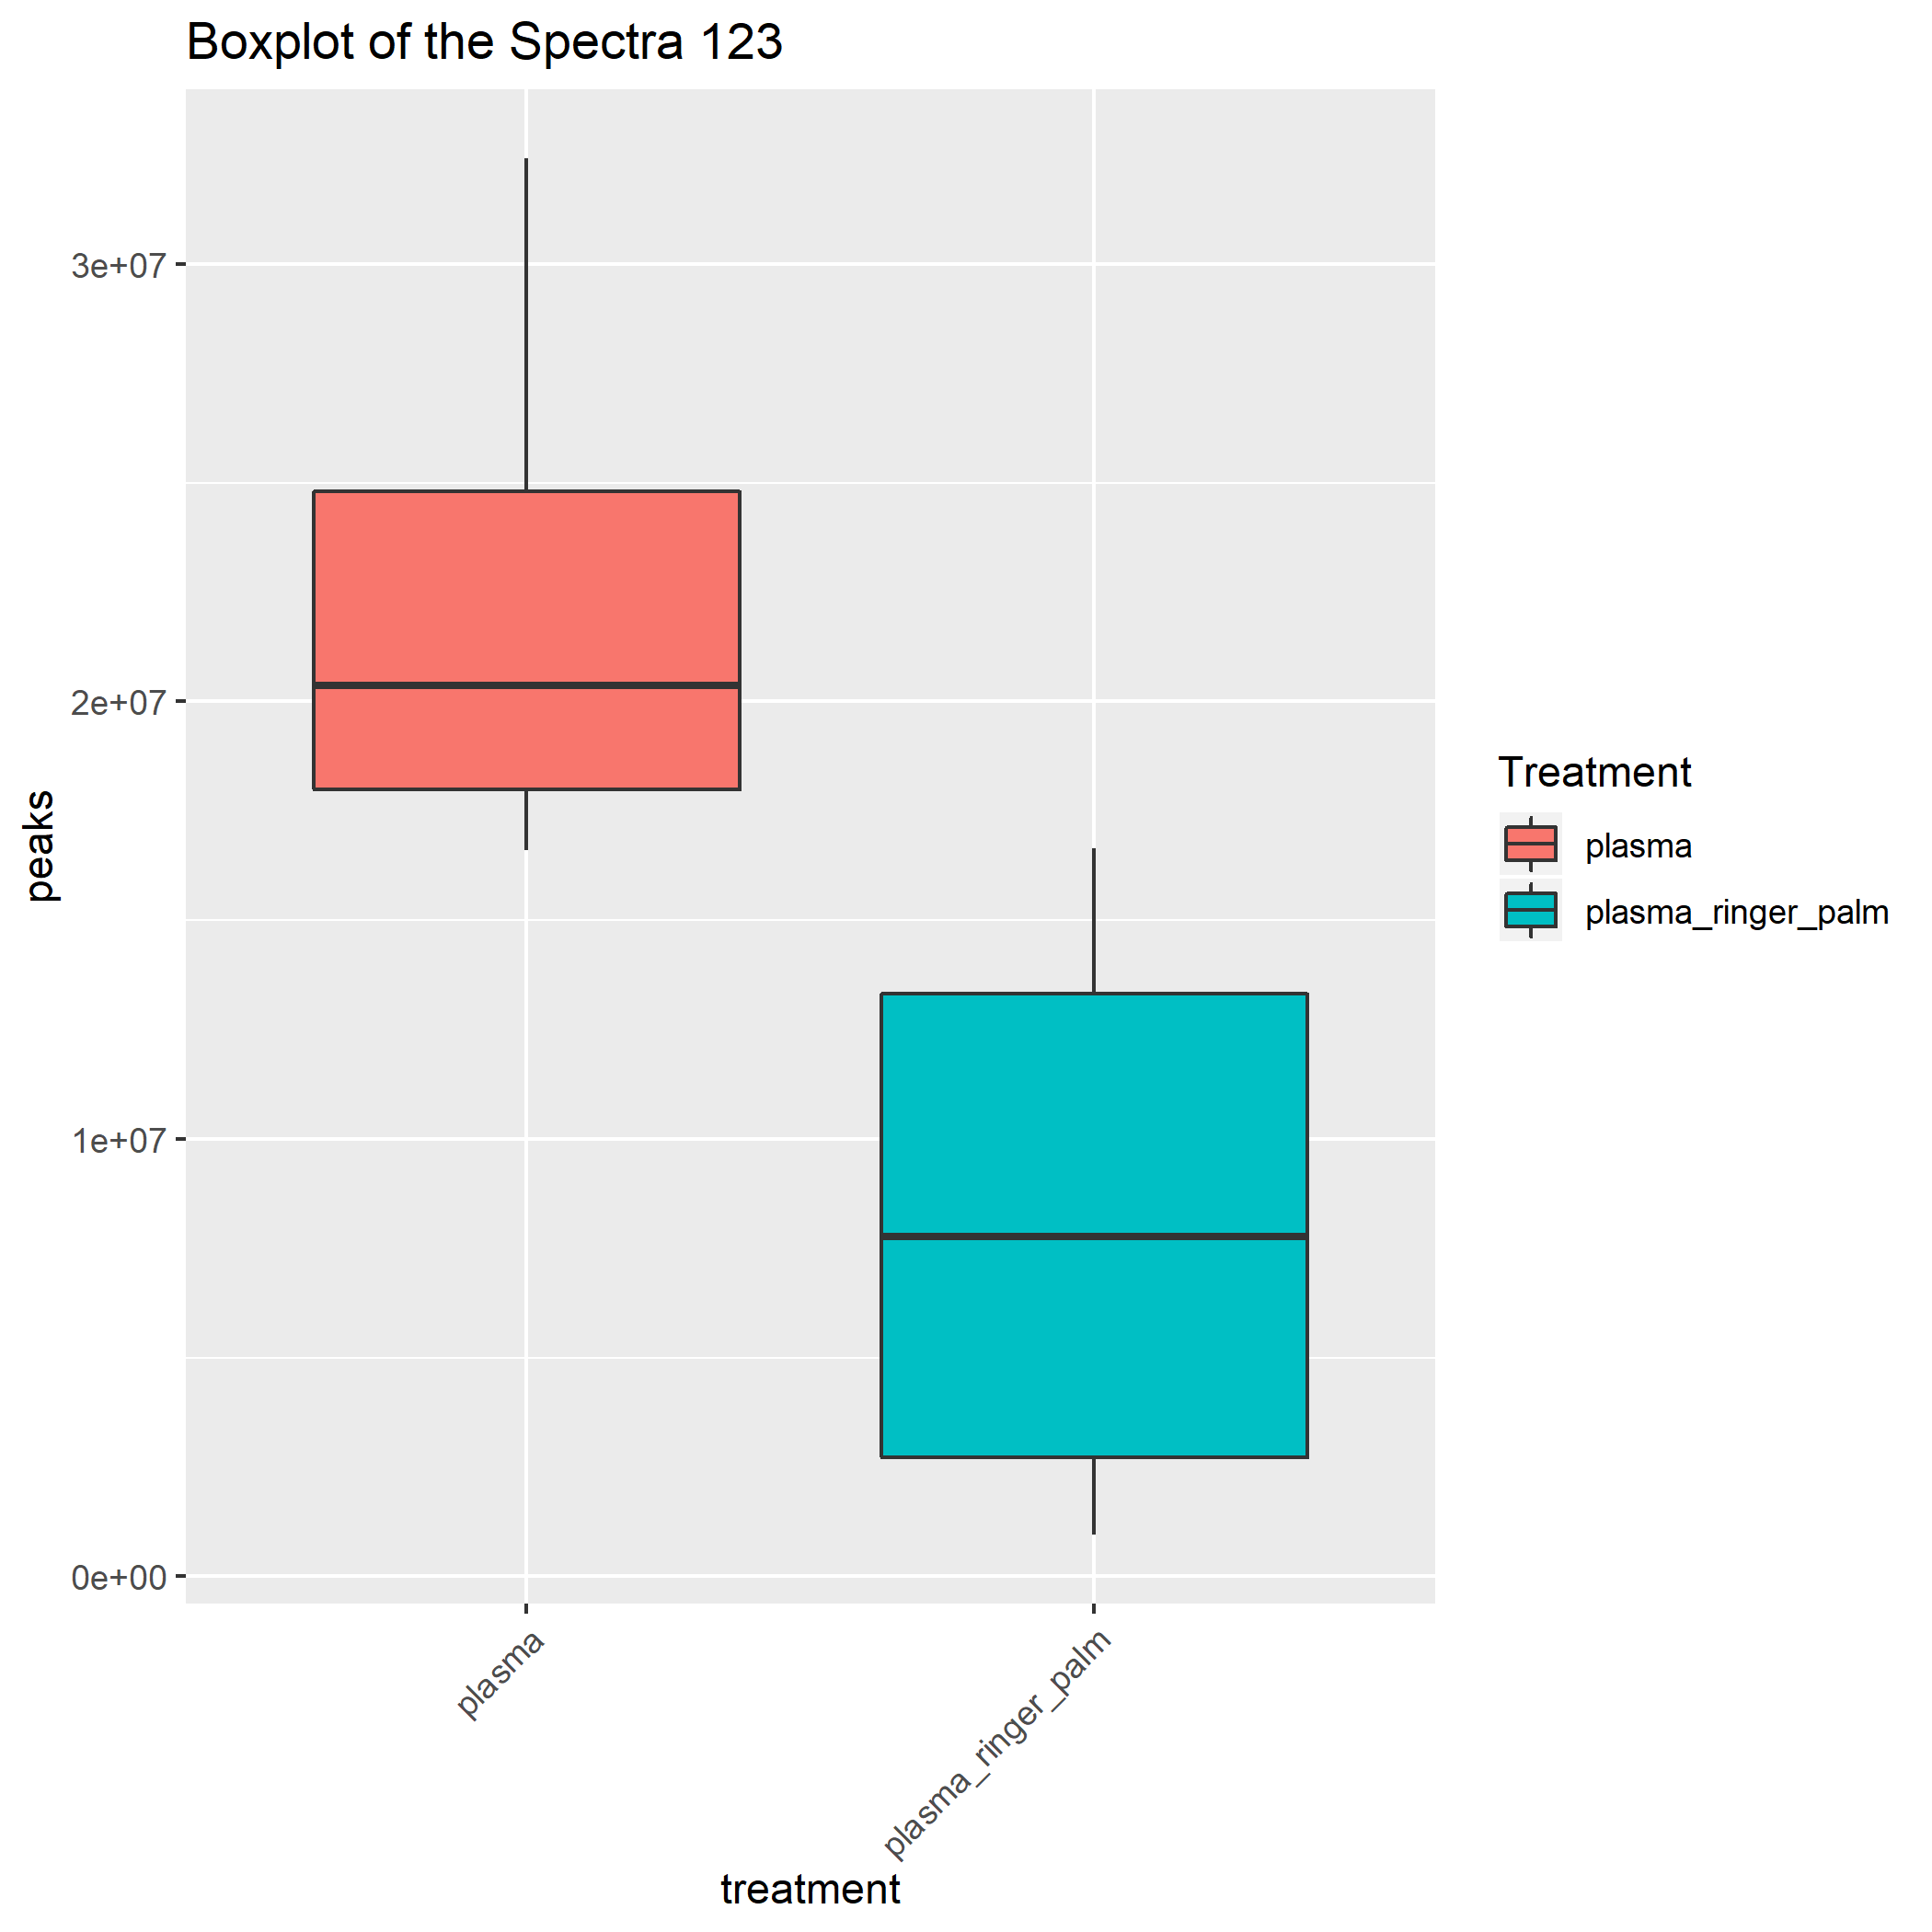 Boxplot of the Spectra 123
3e+07
2e+07
1e+07
0e+00
peaks
plasma
plasma_ringer_palm
treatment
Treatment
plasma
plasma_ringer_palm